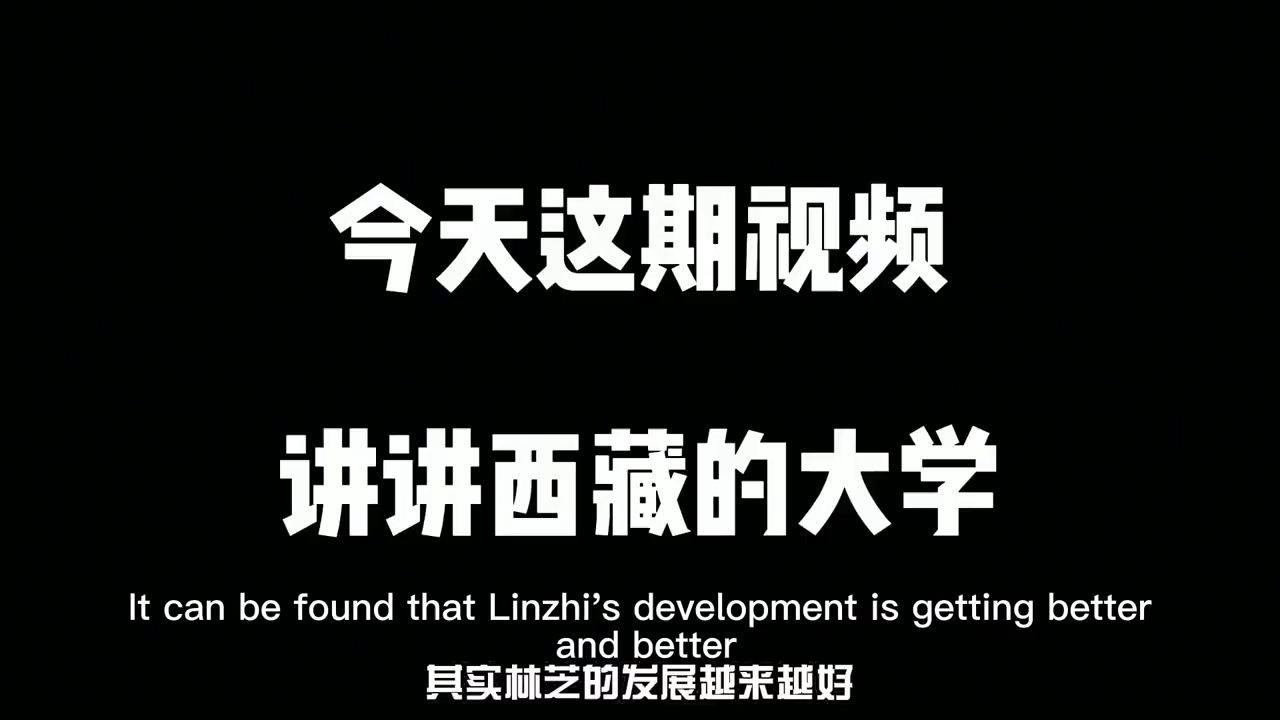 今天这期视频
讲讲西藏的大学
It can be found that Linzhi's development is getting better
and better
其实林芝的发展越来越好